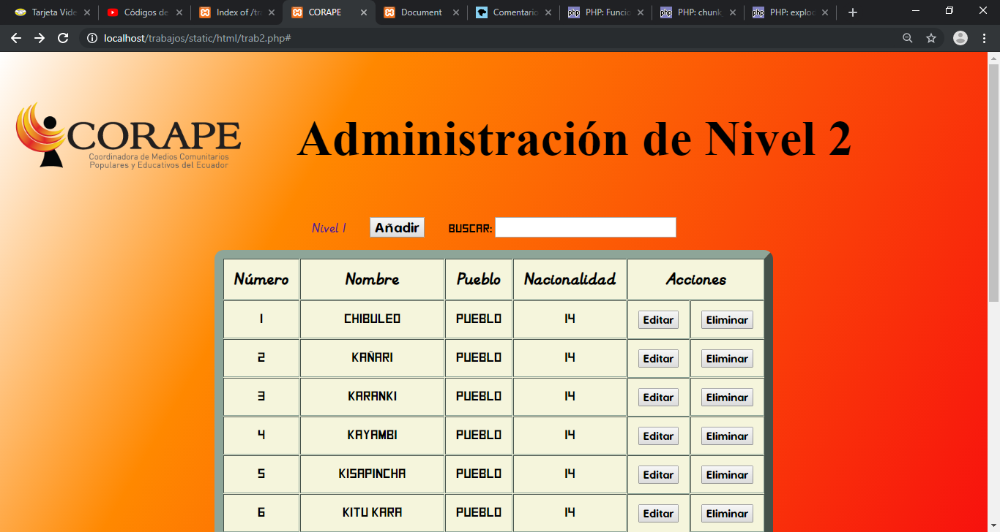 Tarjeta Vide
Códigos de
Index of /tra
CORAPE
Document
Comentario
PHP: Funcio
PHP: chunk
PHP: explod
localhost/trabajos/static/html/trab2.php#
CORAPE
Coordinadora de Medios Comunitarios
Populares y Educativos del Ecuador
Administración de Nivel 2
Nivel 1 Añadir BUSCAR:
Número Nombre Pueblo Nacionalidad Acciones
1 CHIBULEO PUEBLO 14 Editar Eliminar
2 KAÑARI PUEBLO 14 Editar Eliminar
3 KARANKI PUEBLO 14 Editar Eliminar
4 KAYAMBI PUEBLO 14 Editar Eliminar
5 KISAPINCHA PUEBLO 14 Editar Eliminar
6 KITU KARA PUEBLO 14 Editar Eliminar